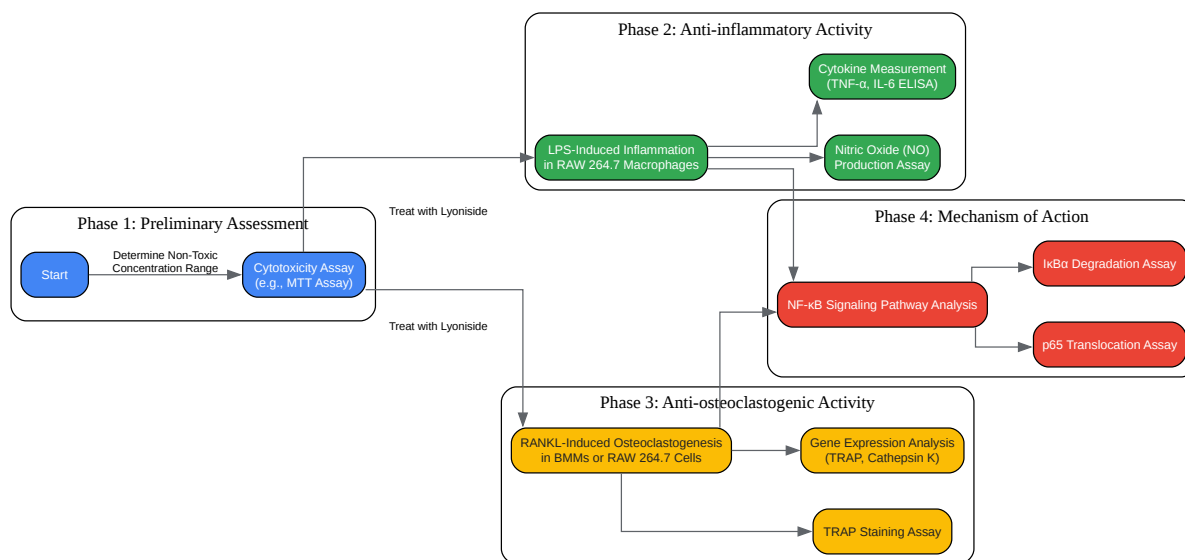 Phase 2: Anti-inflammatory Activity
Cytokine Measurement
(TNF-α, IL-6 ELISA)
LPS-Induced Inflammation
in RAW 264.7 Macrophages
Nitric Oxide (NO)
Production Assay
Treat with Lyoniside
Phase 1: Preliminary Assessment
Start
Determine Non-Toxic
Concentration Range
Cytotoxicity Assay
(e.g., MTT Assay)
Treat with Lyoniside
Phase 4: Mechanism of Action
IκBα Degradation Assay
NF-κB Signaling Pathway Analysis
p65 Translocation Assay
Phase 3: Anti-osteoclastogenic Activity
RANKL-Induced Osteoclastogenesis
in BMMs or RAW 264.7 Cells
Gene Expression Analysis
(TRAP, Cathepsin K)
TRAP Staining Assay